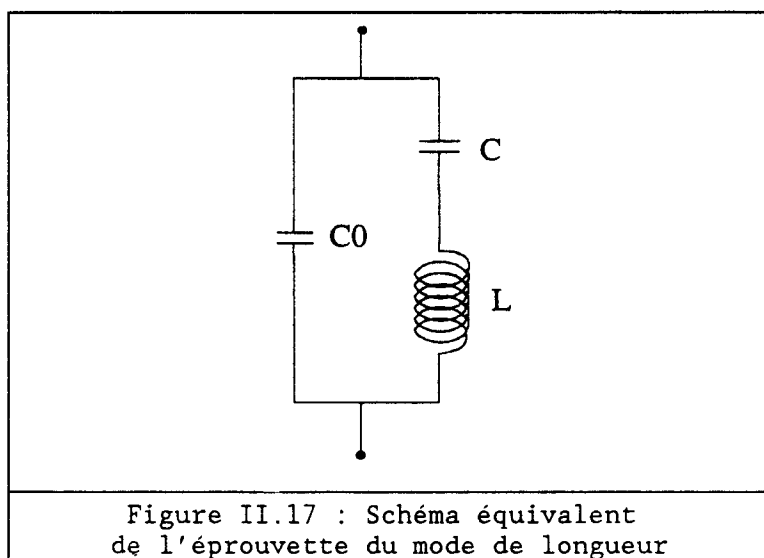 C
C0
L
Figure II.17 : Schéma équivalent
de l'éprouvette du mode de longueur